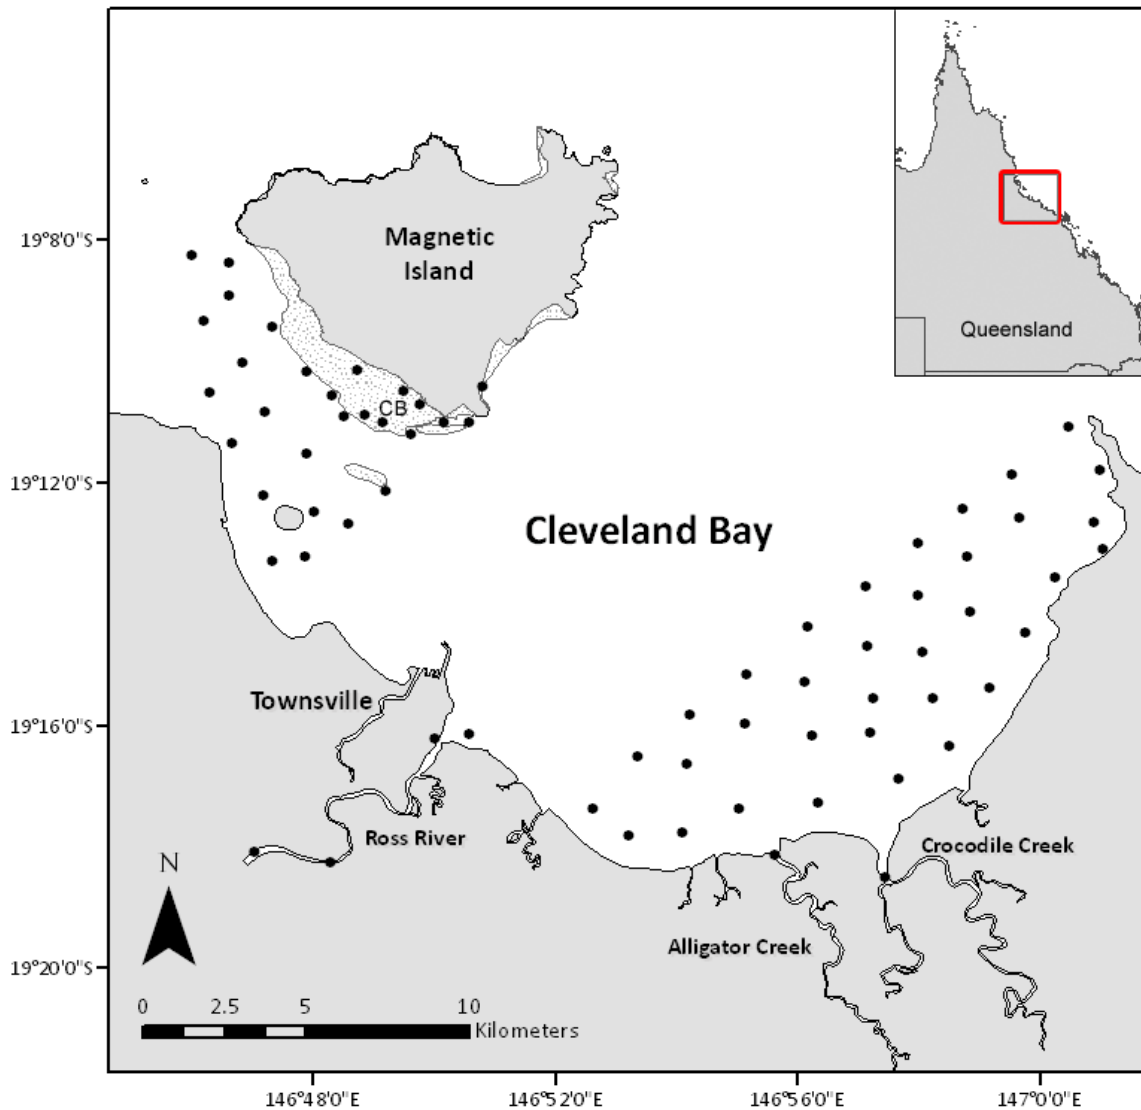 Magnetic
Island
19°8'0"S
Queensland
CB
19°12'0"S
Cleveland Bay
Townsville
19°16'0"S
Ross River
Crocodile Creek
N
Alligator Creek
19°20'0"S
0 2.5 5 10
Kilometers
146°48'0"E 146°52'0"E 146°56'0"E 147°0'0"E